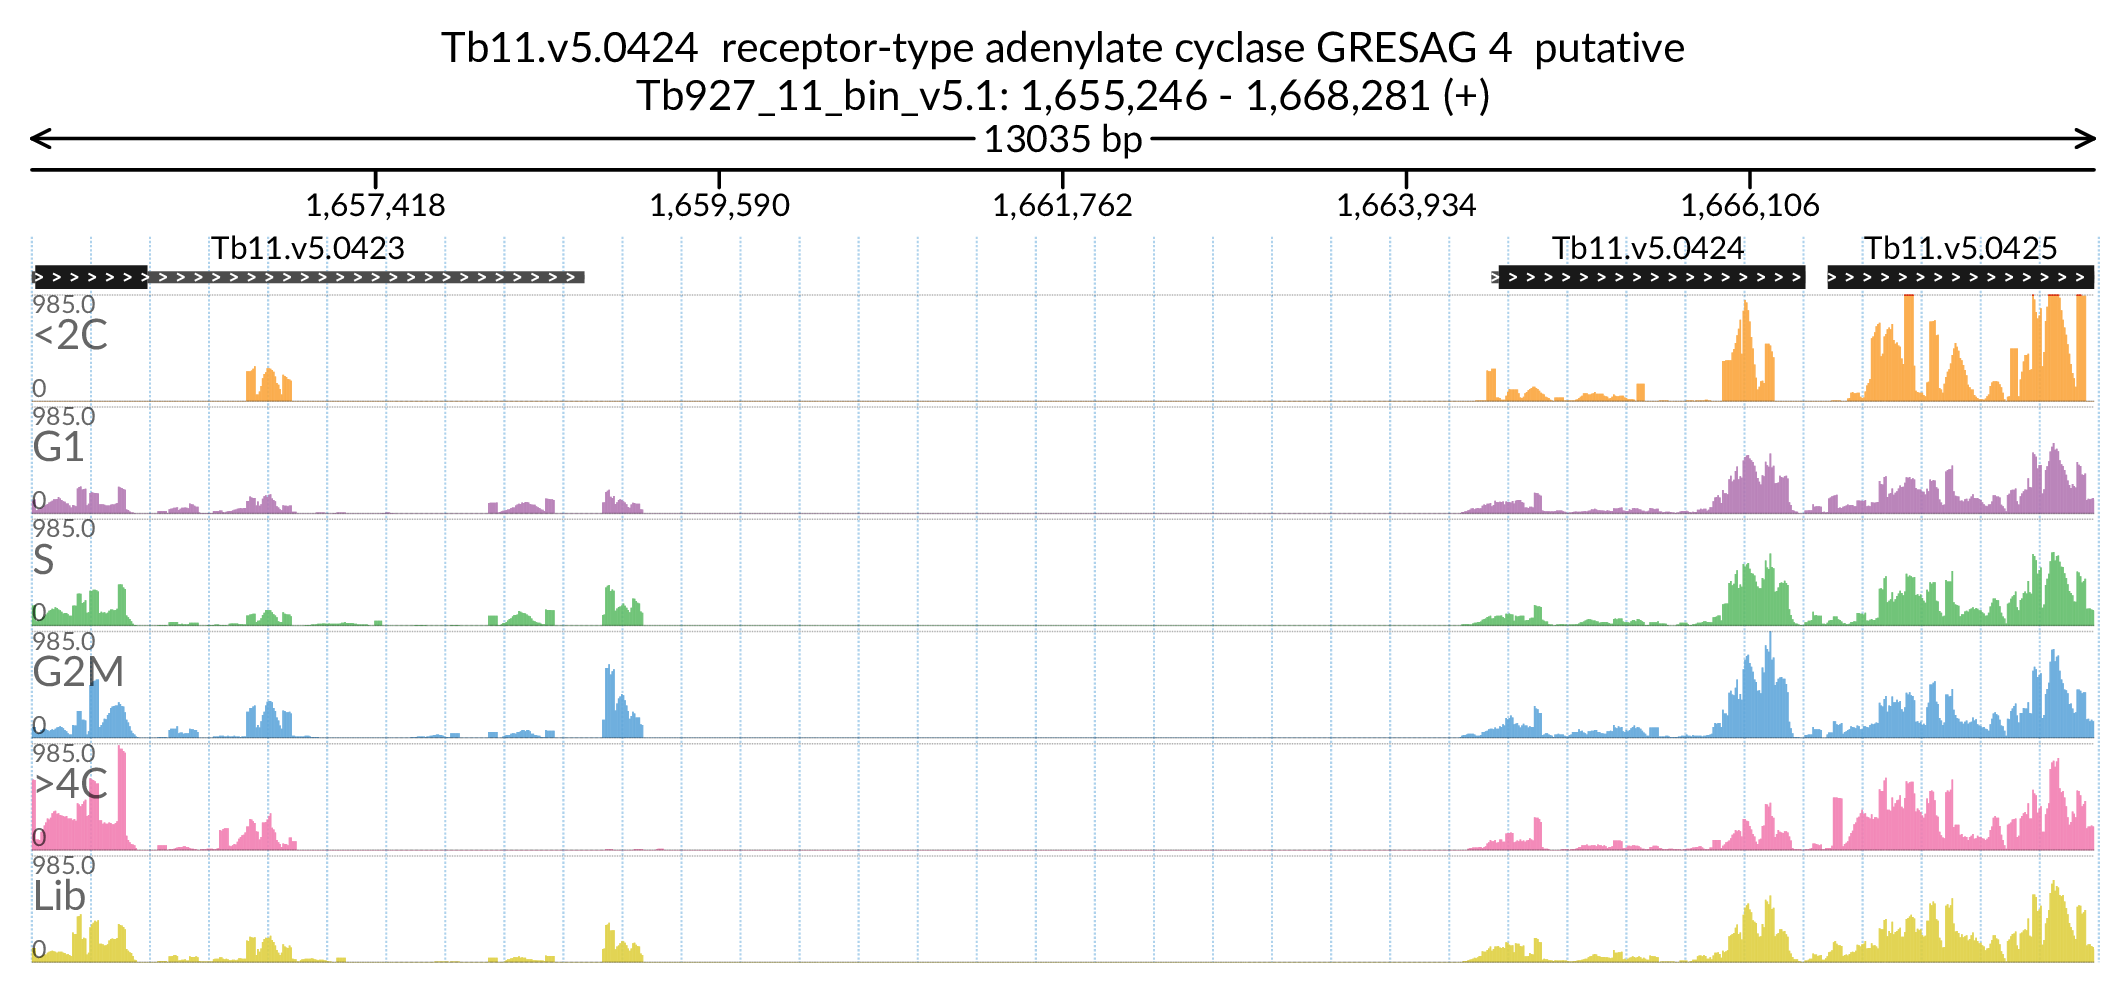 Tb11.v5.0424  receptor-type adenylate cyclase GRESAG 4  putative
Tb927_11_bin_v5.1: 1,655,246 - 1,668,281 (+)
13035 bp
1,657,418 1,659,590 1,661,762 1,663,934 1,666,106
Tb11.v5.0423 Tb11.v5.0424 Tb11.v5.0425
985.0
<2C
0
985.0
G1
0
985.0
S
0
985.0
G2M
0
985.0
>4C
0
985.0
Lib
0